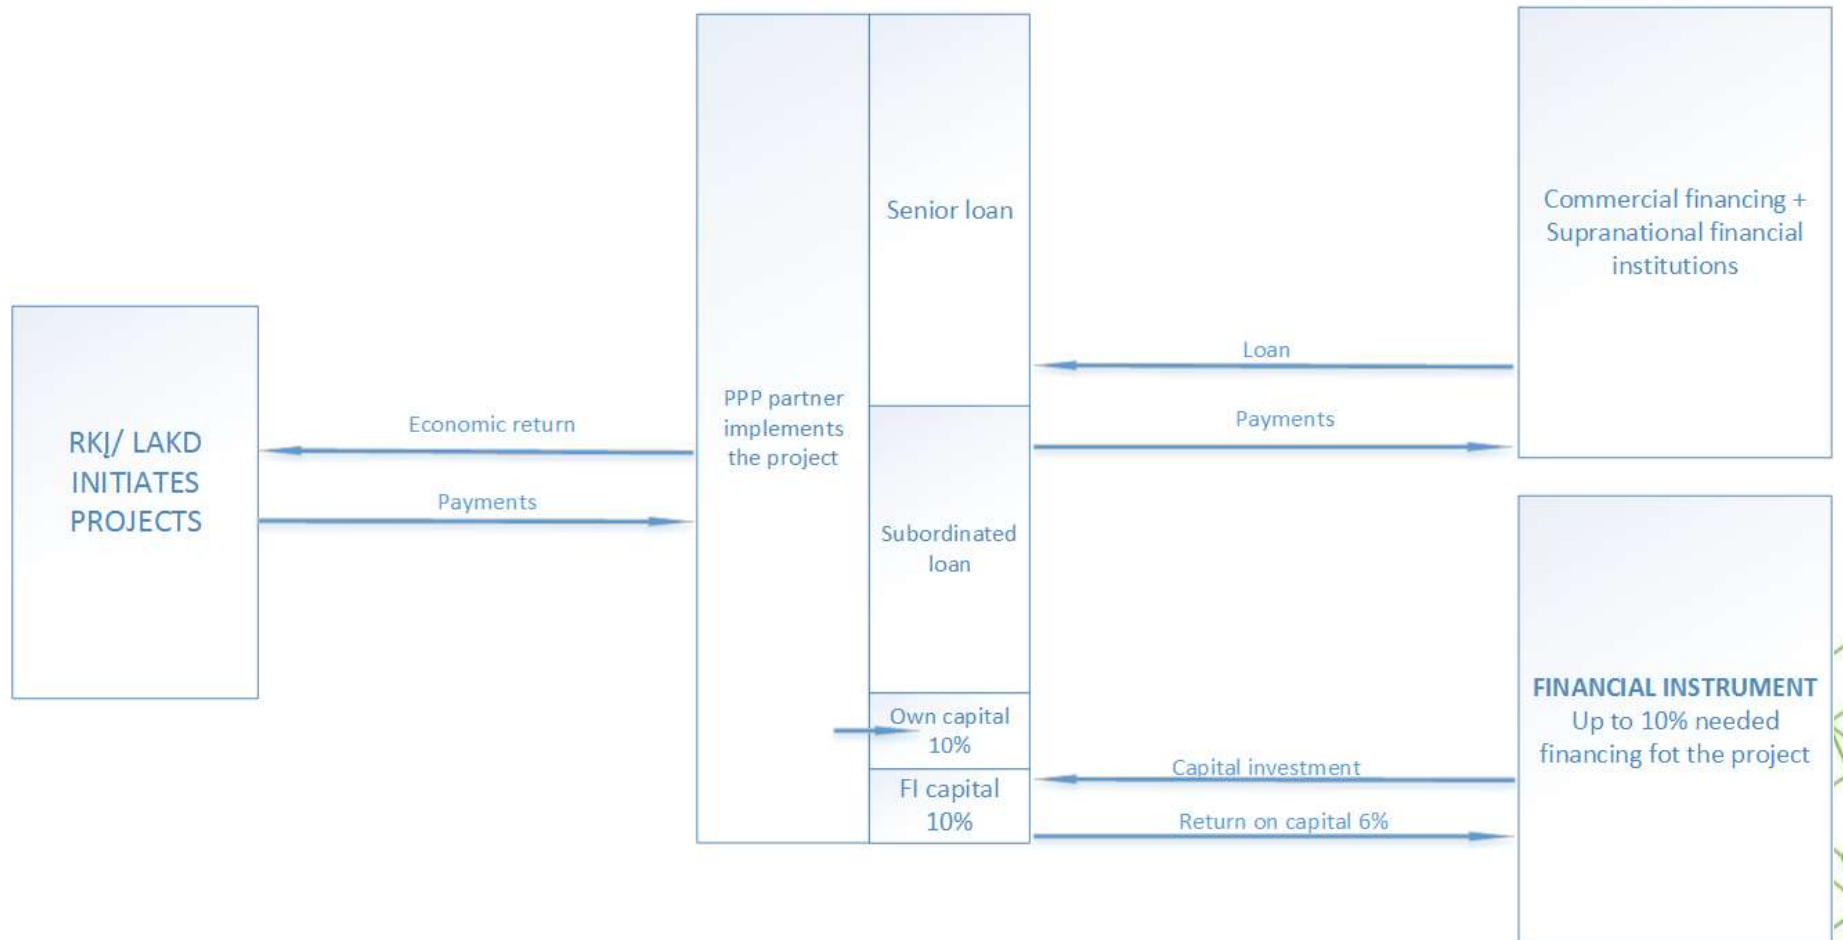 RKĮ/ LAKD
INITIATES
PROJECTS
Economic return
Payments
PPP partner
implements
the project
Senior loan
Subordinated
loan
Own capital
10%
FI capital
10%
Loan
Payments
Capital investment
Return on capital 6%
Commercial financing +
Supranational financial
institutions
FINANCIAL INSTRUMENT
Up to 10% needed
financing fot the project